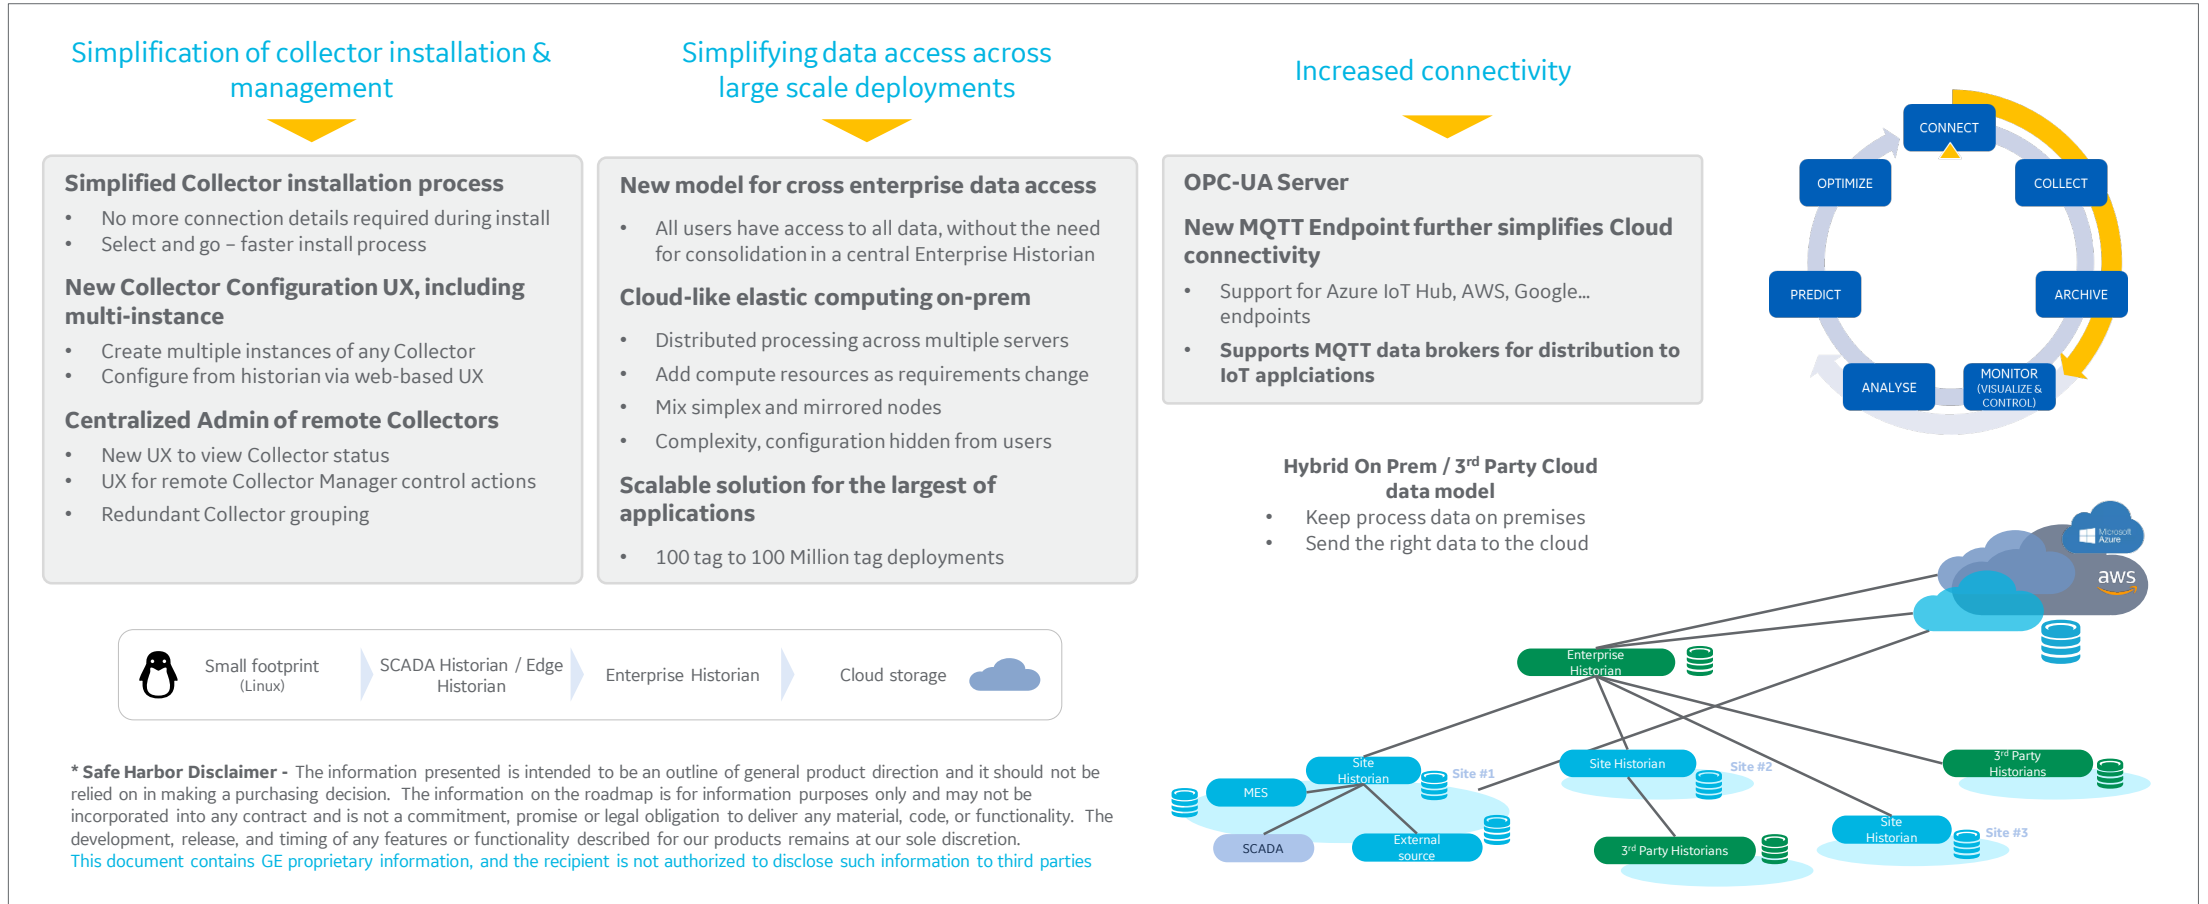 Simplification of collector installation &
management
Simplified Collector installation process
• No more connection details required during install
• Select and go – faster install process
New Collector Configuration UX, including
multi-instance
• Create multiple instances of any Collector
• Configure from historian via web-based UX
Centralized Admin of remote Collectors
• New UX to view Collector status
• UX for remote Collector Manager control actions
• Redundant Collector grouping
Simplifying data access across
large scale deployments
New model for cross enterprise data access
• All users have access to all data, without the need
for consolidation in a central Enterprise Historian
Cloud-like elastic computing on-prem
• Distributed processing across multiple servers
• Add compute resources as requirements change
• Mix simplex and mirrored nodes
• Complexity, configuration hidden from users
Scalable solution for the largest of
applications
• 100 tag to 100 Million tag deployments
Increased connectivity
OPC-UA Server
New MQTT Endpoint further simplifies Cloud
connectivity
• Support for Azure IoT Hub, AWS, Google...
endpoints
• Supports MQTT data brokers for distribution to
IoT applciations
CONNECT
COLLECT
ARCHIVE
MONITOR
(VISUALIZE &
CONTROL)
ANALYSE
PREDICT
OPTIMIZE
Hybrid On Prem / 3rd Party Cloud
data model
• Keep process data on premises
• Send the right data to the cloud
Small footprint
(Linux)
SCADA Historian / Edge
Historian
Enterprise Historian
Cloud storage
Microsoft
Azure
aws
Enterprise
Historian
Site
Historian
Site #1
MES
SCADA
External
source
Site Historian
Site #2
3rd Party Historians
3rd Party
Historians
Site
Historian
Site #3
* Safe Harbor Disclaimer - The information presented is intended to be an outline of general product direction and it should not be
relied on in making a purchasing decision. The information on the roadmap is for information purposes only and may not be
incorporated into any contract and is not a commitment, promise or legal obligation to deliver any material, code, or functionality. The
development, release, and timing of any features or functionality described for our products remains at our sole discretion.
This document contains GE proprietary information, and the recipient is not authorized to disclose such information to third parties